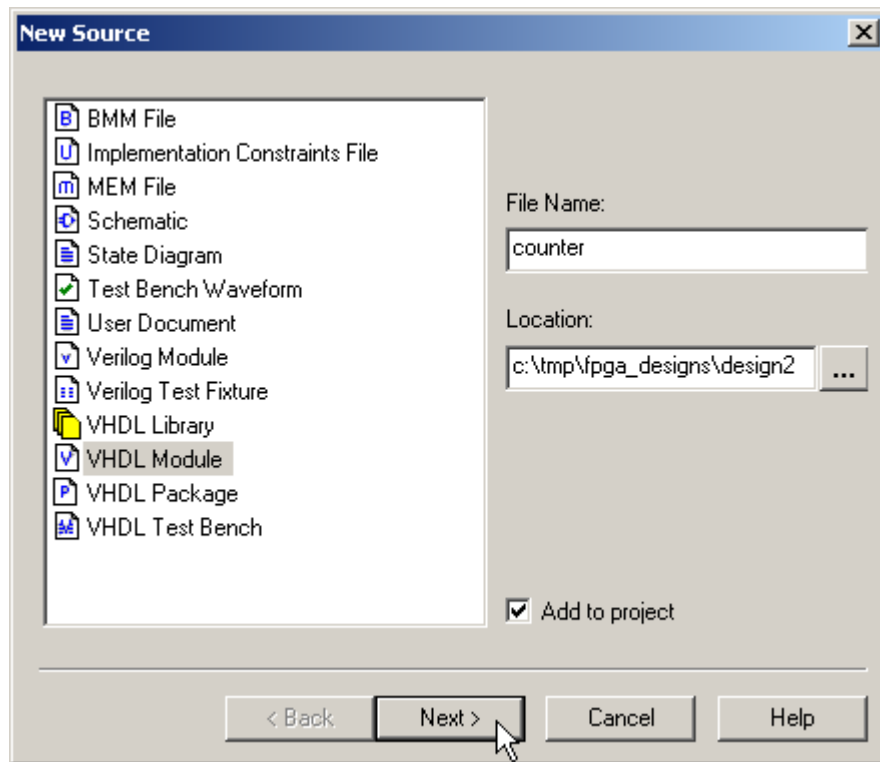 New Source
BMM File
Implementation Constraints File
MEM File
Schematic
State Diagram
Test Bench Waveform
User Document
Verilog Module
Verilog Test Fixture
VHDL Library
VHDL Module
VHDL Package
VHDL Test Bench
File Name:
counter
Location:
c:\tmp\fpga_designs\design2
...
Add to project
< Back
Next >
Cancel
Help